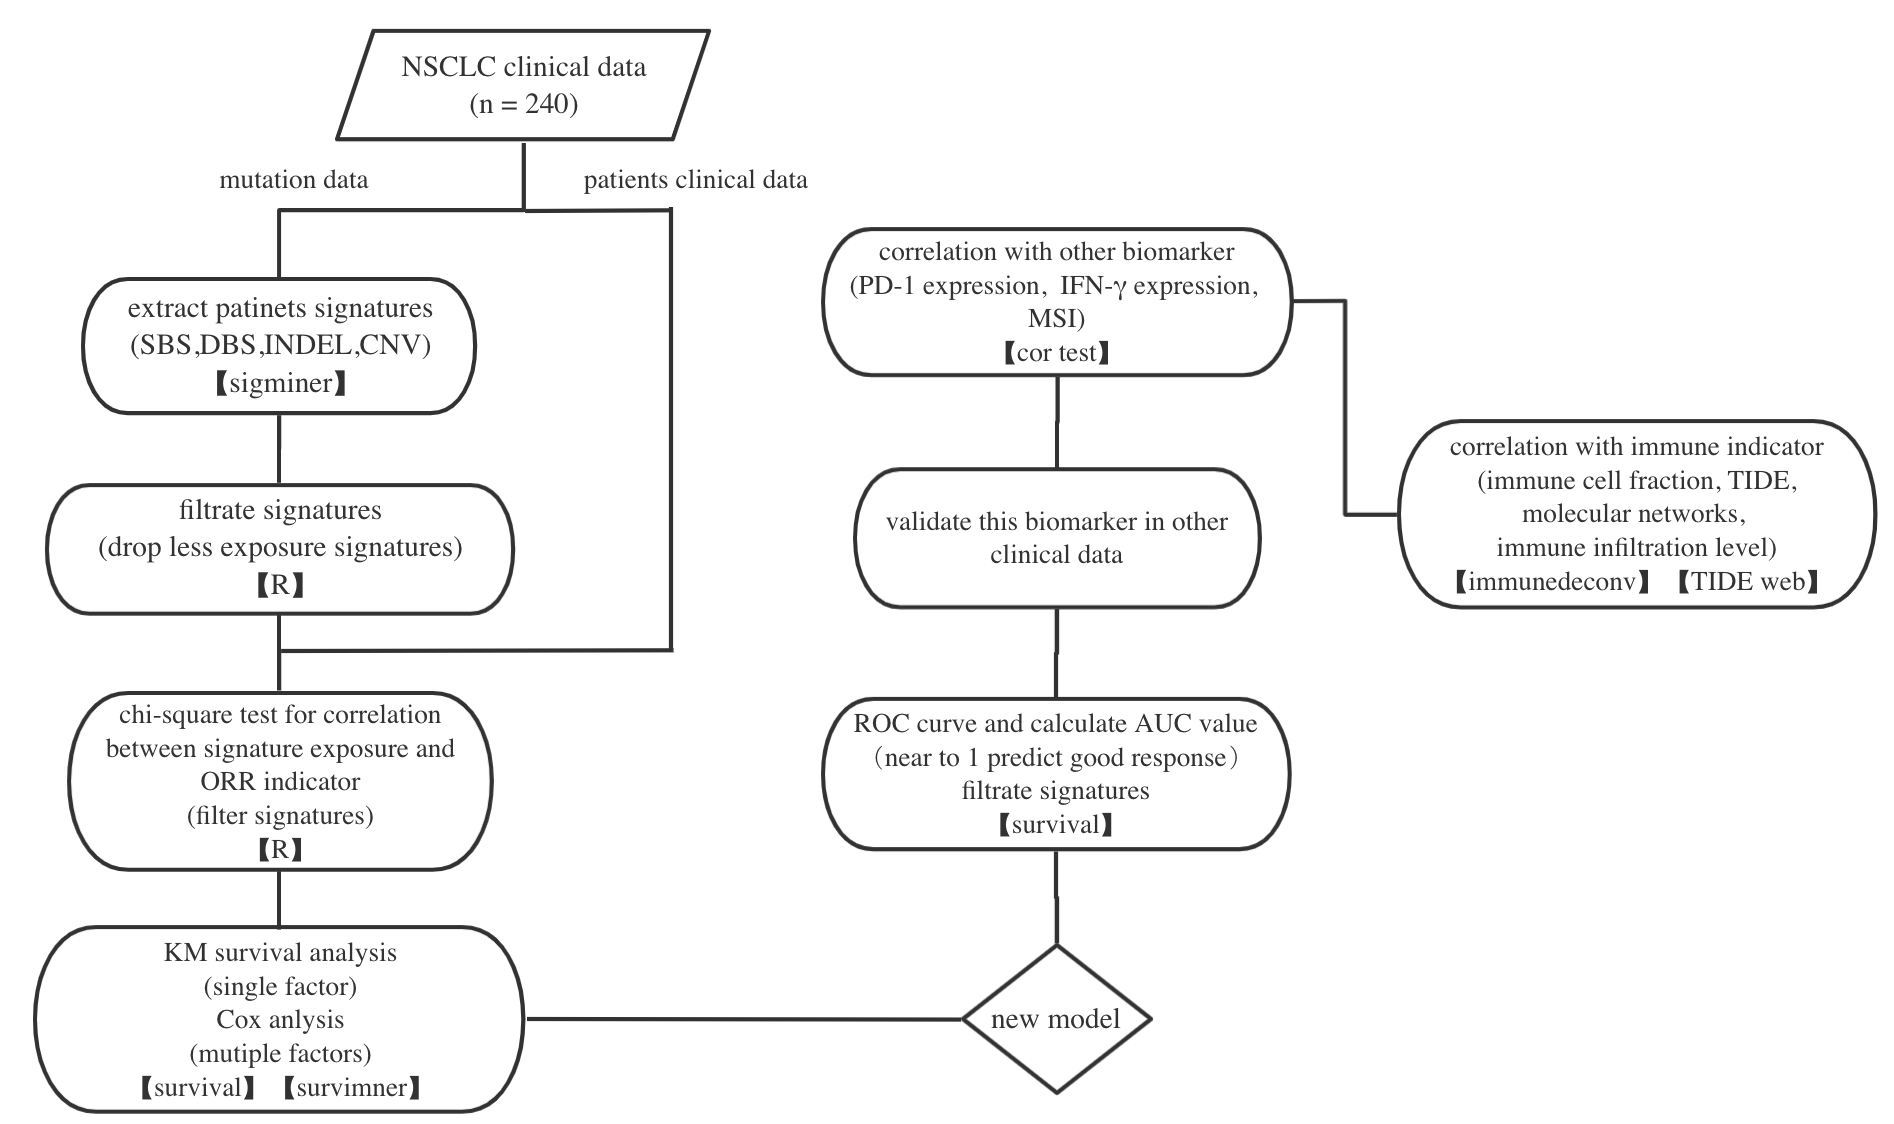 NSCLC clinical data
(n = 240)
mutation data
patients clinical data
extract patinets signatures
(SBS,DBS,INDEL,CNV)
【sigminer】
filtrate signatures
(drop less exposure signatures)
【R】
chi-square test for correlation
between signature exposure and
ORR indicator
(filter signatures)
【R】
KM survival analysis
(single factor)
Cox anlysis
(mutiple factors)
【survival】 【survimner】
new model
ROC curve and calculate AUC value
（near to 1 predict good response）
filtrate signatures
【survival】
validate this biomarker in other
clinical data
correlation with other biomarker
(PD-1 expression, IFN-γ expression,
MSI)
【cor test】
correlation with immune indicator
(immune cell fraction, TIDE,
molecular networks,
immune infiltration level)
【immunedeconv】 【TIDE web】